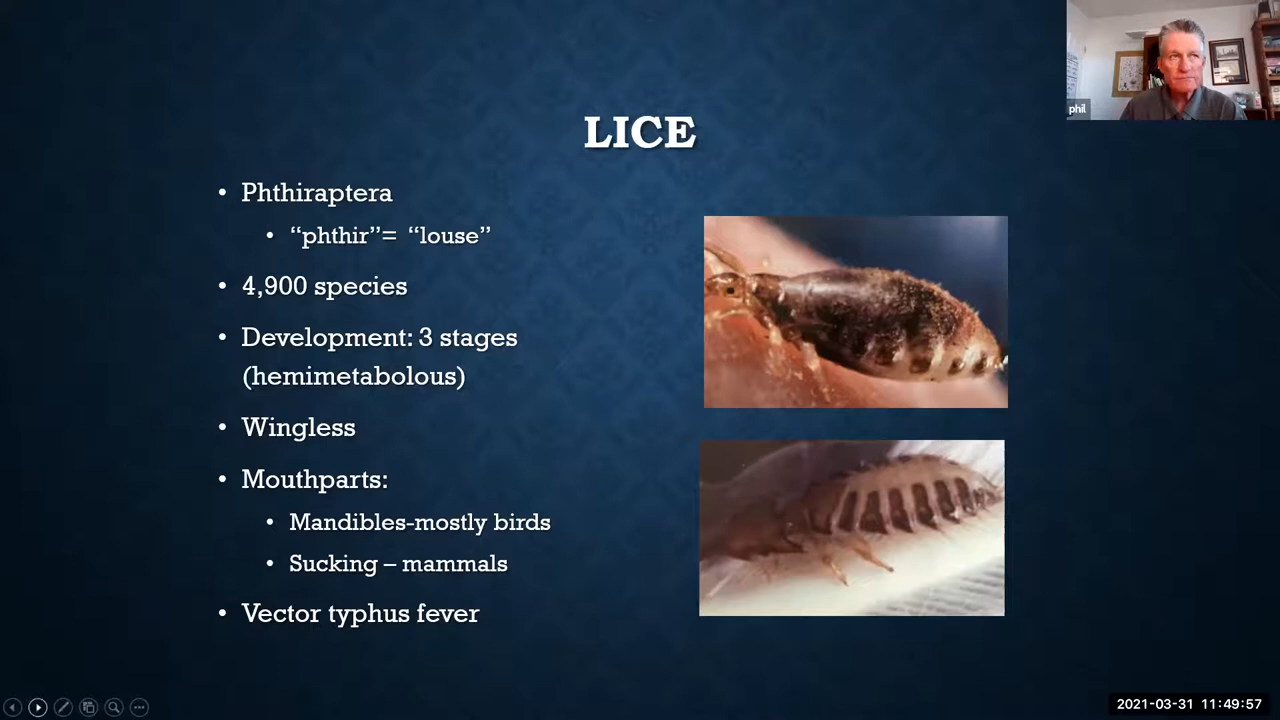 phil
LICE
• Phthiraptera
• “phthir”= “louse”
• 4,900 species
• Development: 3 stages
(hemimetabolous)
• Wingless
• Mouthparts:
• Mandibles-mostly birds
• Sucking – mammals
• Vector typhus fever
2021-03-31 11:49:57